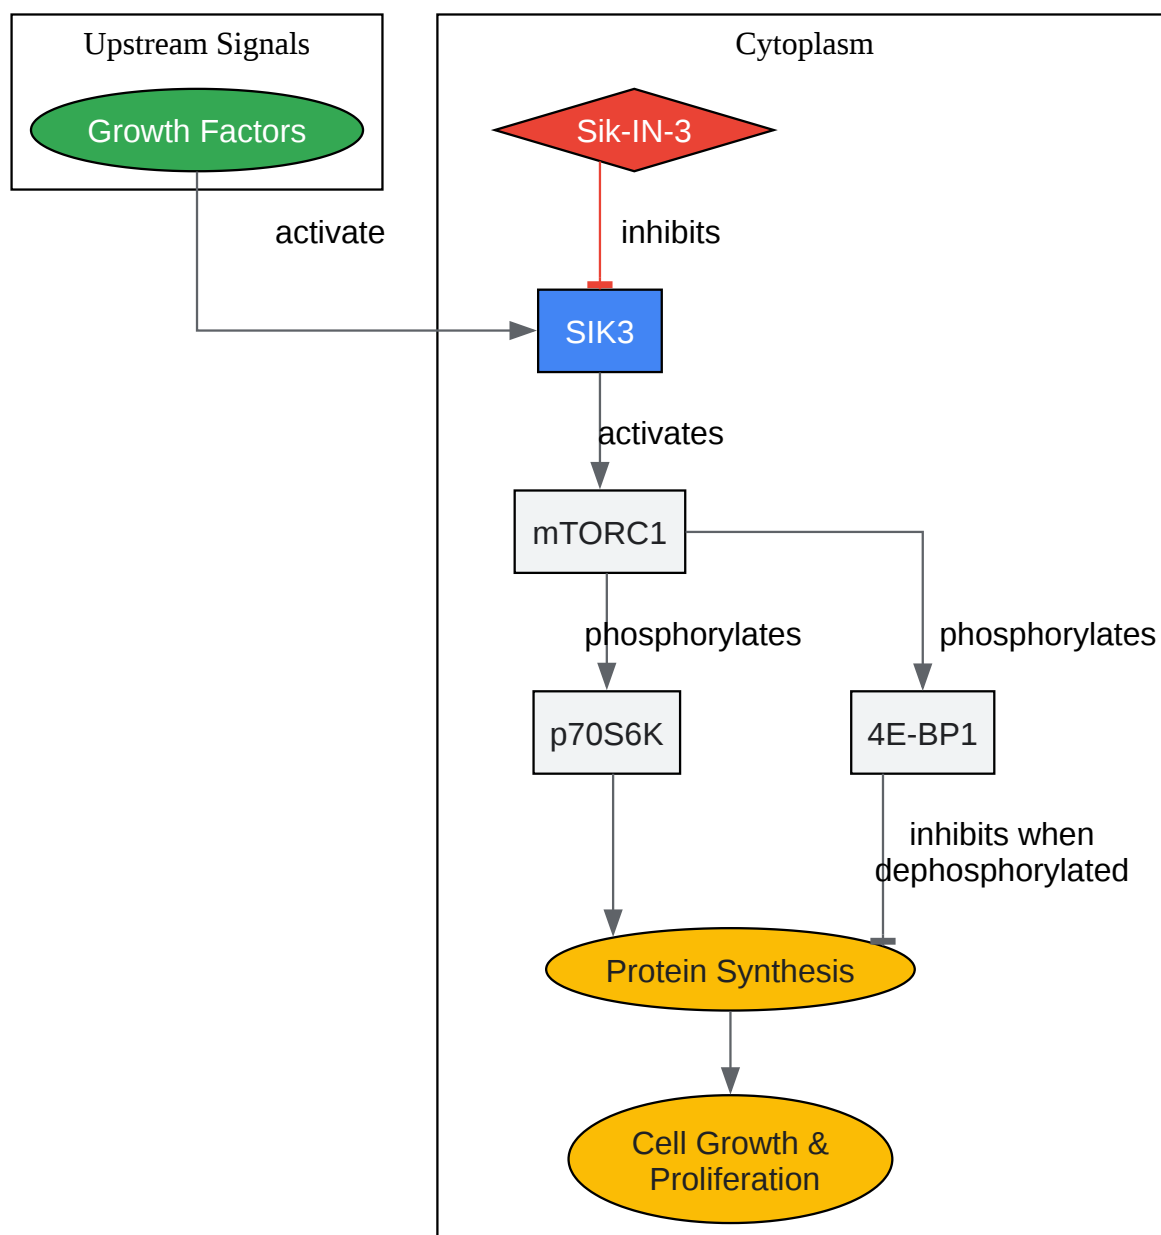 Upstream Signals
Cytoplasm
Growth Factors
Sik-IN-3
activate
inhibits
SIK3
activates
mTORC1
phosphorylates
phosphorylates
p70S6K
4E-BP1
inhibits when
dephosphorylated
Protein Synthesis
Cell Growth &
Proliferation